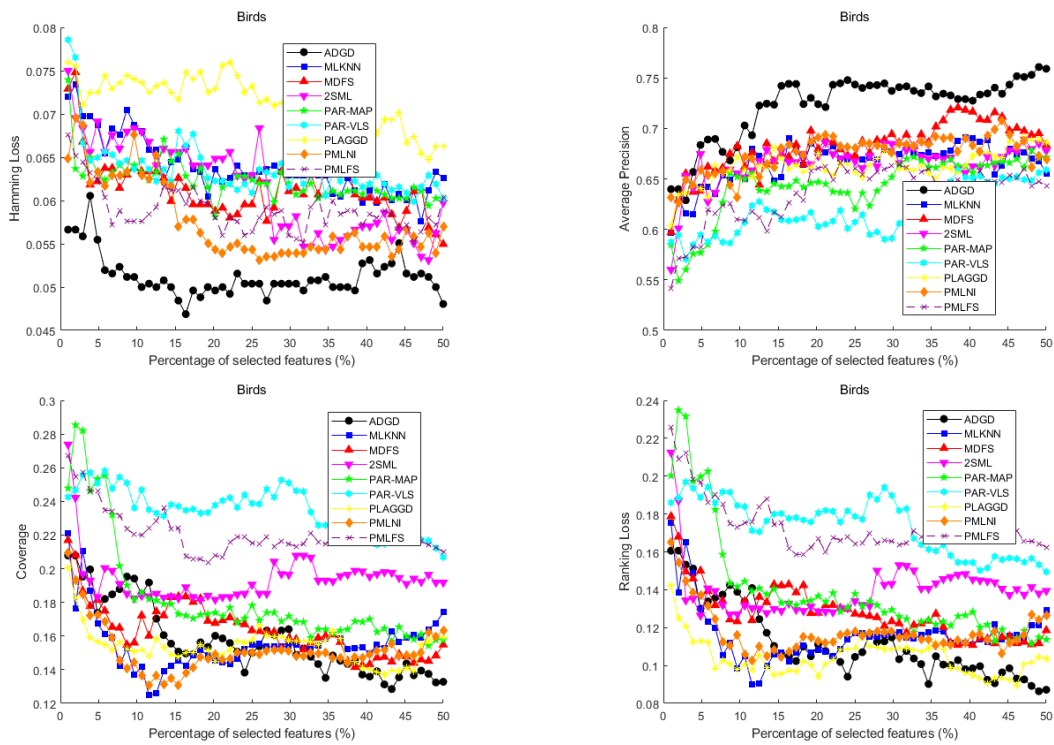 Birds
Hamming Loss
0.08
0.075
0.07
0.065
0.06
0.055
0.05
0.045
0 5 10 15 20 25 30 35 40 45 50
Percentage of selected features (%)
ADGD
MLKNN
MDFS
2SML
PAR-MAP
PAR-VLS
PLAGGD
PMLNI
PMLFS
Birds
Average Precision
0.8
0.75
0.7
0.65
0.6
0.55
0.5
0 5 10 15 20 25 30 35 40 45 50
Percentage of selected features (%)
ADGD
MLKNN
MDFS
2SML
PAR-MAP
PAR-VLS
PLAGGD
PMLNI
PMLFS
Birds
Coverage
0.3
0.28
0.26
0.24
0.22
0.2
0.18
0.16
0.14
0.12
0 5 10 15 20 25 30 35 40 45 50
Percentage of selected features (%)
ADGD
MLKNN
MDFS
2SML
PAR-MAP
PAR-VLS
PLAGGD
PMLNI
PMLFS
Birds
Ranking Loss
0.24
0.22
0.2
0.18
0.16
0.14
0.12
0.1
0.08
0 5 10 15 20 25 30 35 40 45 50
Percentage of selected features (%)
ADGD
MLKNN
MDFS
2SML
PAR-MAP
PAR-VLS
PLAGGD
PMLNI
PMLFS